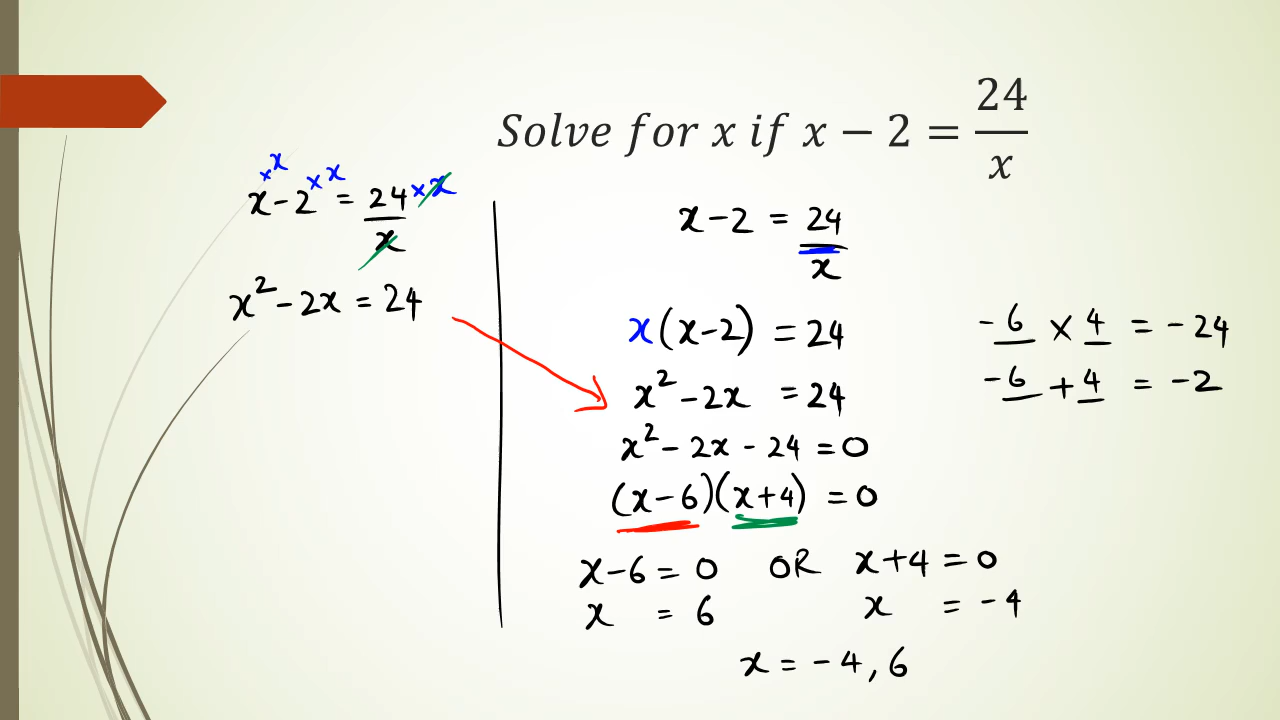 Solve for x if x − 2 = 24/x
x × x - 2 × x = 24/x × x
x² - 2x = 24
x - 2 = 24/x
x(x-2) = 24
x² - 2x = 24
x² - 2x - 24 = 0
(x-6)(x+4) = 0
x-6 = 0 OR x+4 = 0
x = 6 x = -4
x = -4, 6
-6 × 4 = -24
-6 + 4 = -2